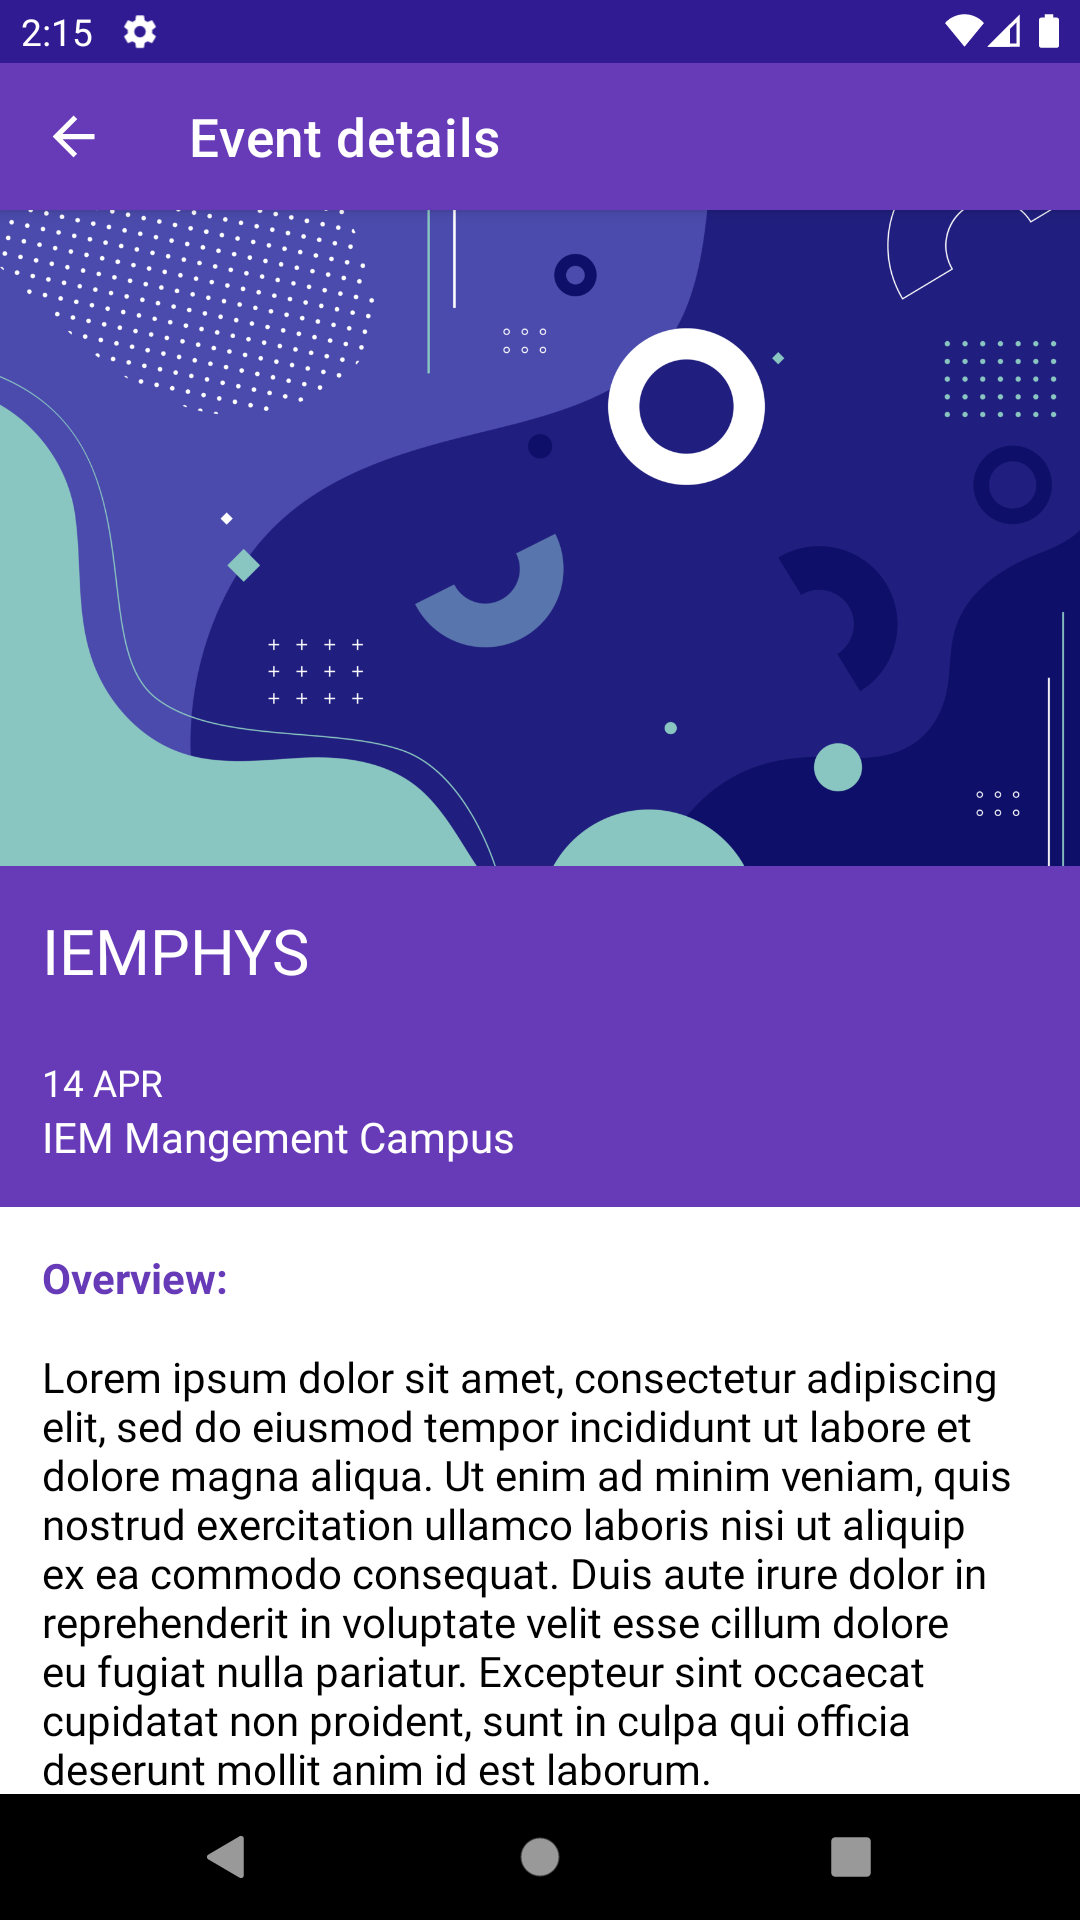 2:15
Event details
IEMPHYS
14 APR
IEM Mangement Campus
Overview:
Lorem ipsum dolor sit amet, consectetur adipiscing
elit, sed do eiusmod tempor incididunt ut labore et
dolore magna aliqua. Ut enim ad minim veniam, quis
nostrud exercitation ullamco laboris nisi ut aliquip
ex ea commodo consequat. Duis aute irure dolor in
reprehenderit in voluptate velit esse cillum dolore
eu fugiat nulla pariatur. Excepteur sint occaecat
cupidatat non proident, sunt in culpa qui officia
deserunt mollit anim id est laborum.